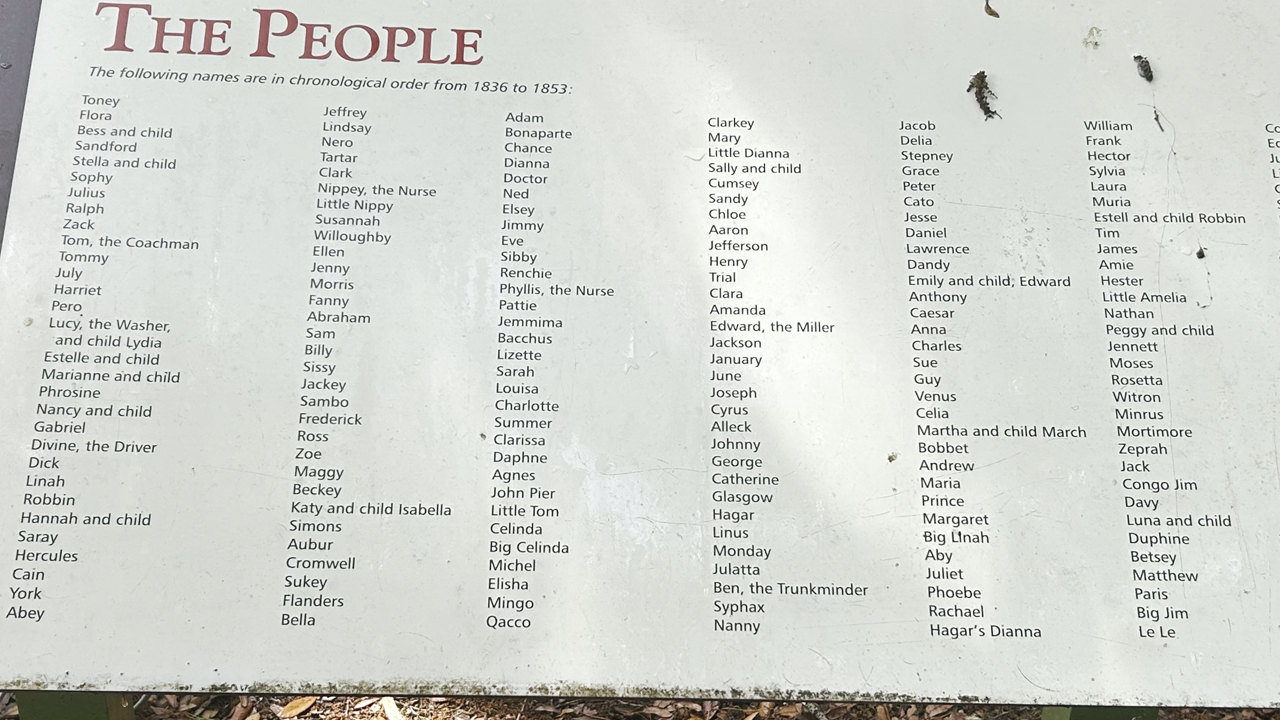 THE PEOPLE
The following names are in chronological order from 1836 to 1853:
Toney
Flora
Bess and child
Sandford
Stella and child
Sophy
Julius
Ralph
Zack
Tom, the Coachman
Tommy
July
Harriet
Pero
Lucy, the Washer,
and child Lydia
Estelle and child
Marianne and child
Phrosine
Nancy and child
Gabriel
Divine, the Driver
Dick
Linah
Robbin
Hannah and child
Saray
Hercules
Cain
York
Abey
Jeffrey
Lindsay
Nero
Tartar
Clark
Nippey, the Nurse
Little Nippy
Susannah
Willoughby
Ellen
Jenny
Morris
Fanny
Abraham
Sam
Billy
Sissy
Jackey
Sambo
Frederick
Ross
Zoe
Maggy
Beckey
Katy and child Isabella
Simons
Aubur
Cromwell
Sukey
Flanders
Bella
Adam
Bonaparte
Chance
Dianna
Doctor
Ned
Elsey
Jimmy
Eve
Sibby
Renchie
Phyllis, the Nurse
Pattie
Jemmima
Bacchus
Lizette
Sarah
Louisa
Charlotte
Summer
Clarissa
Daphne
Agnes
John Pier
Little Tom
Celinda
Big Celinda
Michel
Elisha
Mingo
Qacco
Clarkey
Mary
Little Dianna
Sally and child
Cumsey
Sandy
Chloe
Aaron
Jefferson
Henry
Trial
Clara
Amanda
Edward, the Miller
Jackson
January
June
Joseph
Cyrus
Alleck
Johnny
George
Catherine
Glasgow
Hagar
Linus
Monday
Julatta
Ben, the Trunkminder
Syphax
Nanny
Jacob
Delia
Stepney
Grace
Peter
Cato
Jesse
Daniel
Lawrence
Dandy
Emily and child, Edward
Anthony
Caesar
Anna
Charles
Sue
Guy
Venus
Celia
Martha and child March
Bobbet
Andrew
Maria
Prince
Margaret
Big Linah
Aby
Juliet
Phoebe
Rachael
Hagar's Dianna
William
Frank
Hector
Sylvia
Laura
Muria
Estell and child Robbin
Tim
James
Amie
Hester
Little Amelia
Nathan
Peggy and child
Jennett
Moses
Rosetta
Witron
Minrus
Mortimore
Zeprah
Jack
Congo Jim
Davy
Luna and child
Duphine
Betsey
Matthew
Paris
Big Jim
Le Le